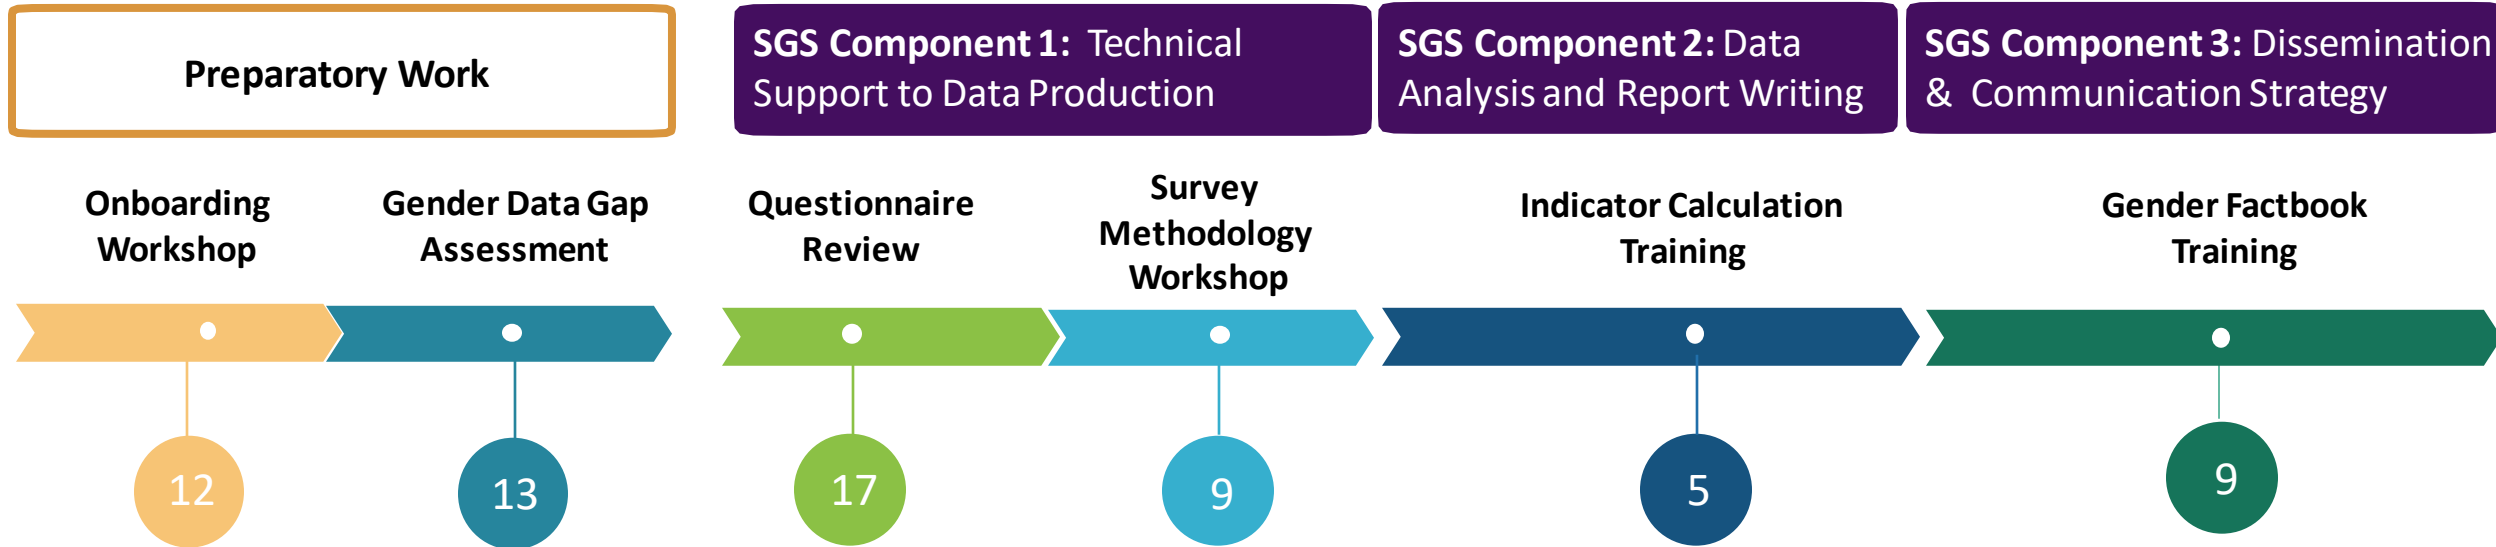 Preparatory Work
SGS Component 1: Technical
Support to Data Production
SGS Component 2: Data
Analysis and Report Writing
SGS Component 3: Dissemination
& Communication Strategy
Onboarding
Workshop
Gender Data Gap
Assessment
Questionnaire
Review
Survey
Methodology
Workshop
Indicator Calculation
Training
Gender Factbook
Training
12
13
17
9
5
9